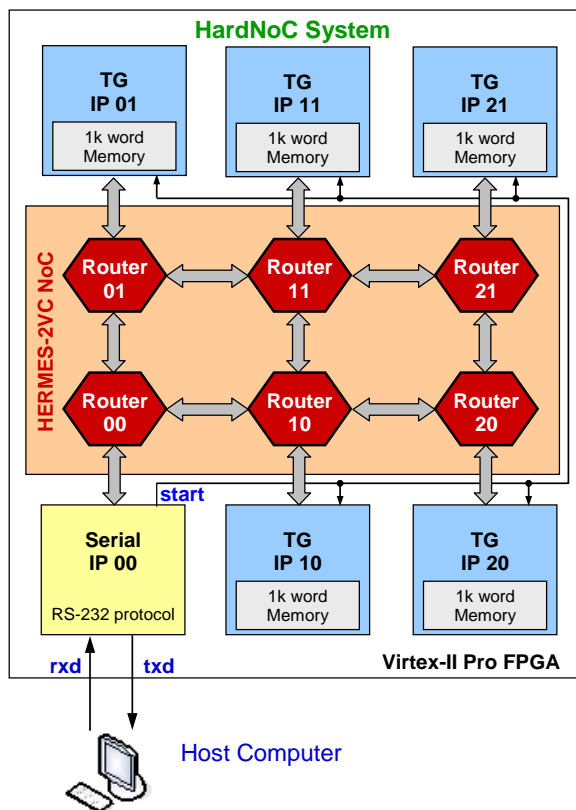 HardNoC System
TG
IP 01
1k word
Memory
TG
IP 11
1k word
Memory
TG
IP 21
1k word
Memory
HERMES-2VC NoC
Router
01
Router
11
Router
21
Router
00
Router
10
Router
20
start
Serial
IP 00
RS-232 protocol
TG
IP 10
1k word
Memory
TG
IP 20
1k word
Memory
rxd
txd
Virtex-II Pro FPGA
Host Computer